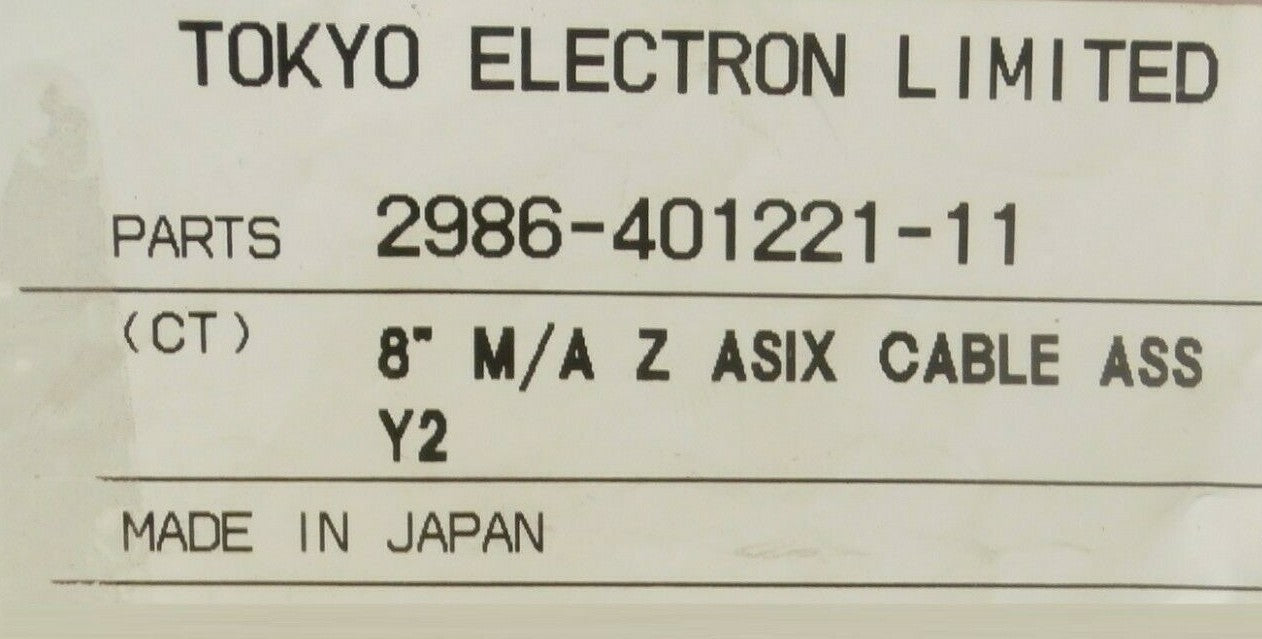 TOKYO ELECTRON LIMITED
PARTS 2986-401221-11
(CT) 8" M/A Z ASIX CABLE ASS
Y2
MADE IN JAPAN